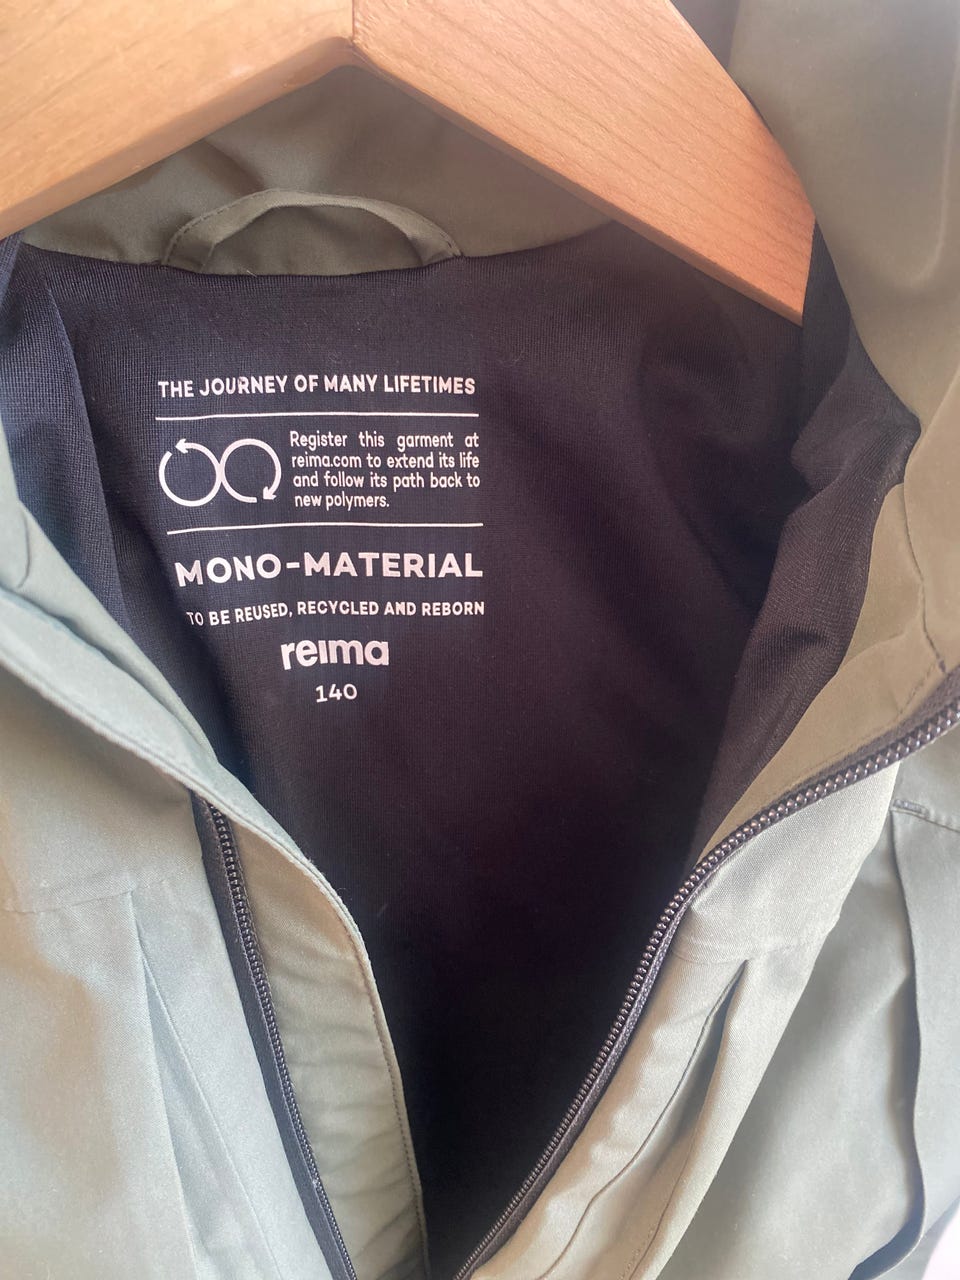 THE JOURNEY OF MANY LIFETIMES
Register this garment at
reima.com to extend its life
and follow its path back to
new polymers.
MONO-MATERIAL
TO BE REUSED, RECYCLED AND REBORN
reima
140